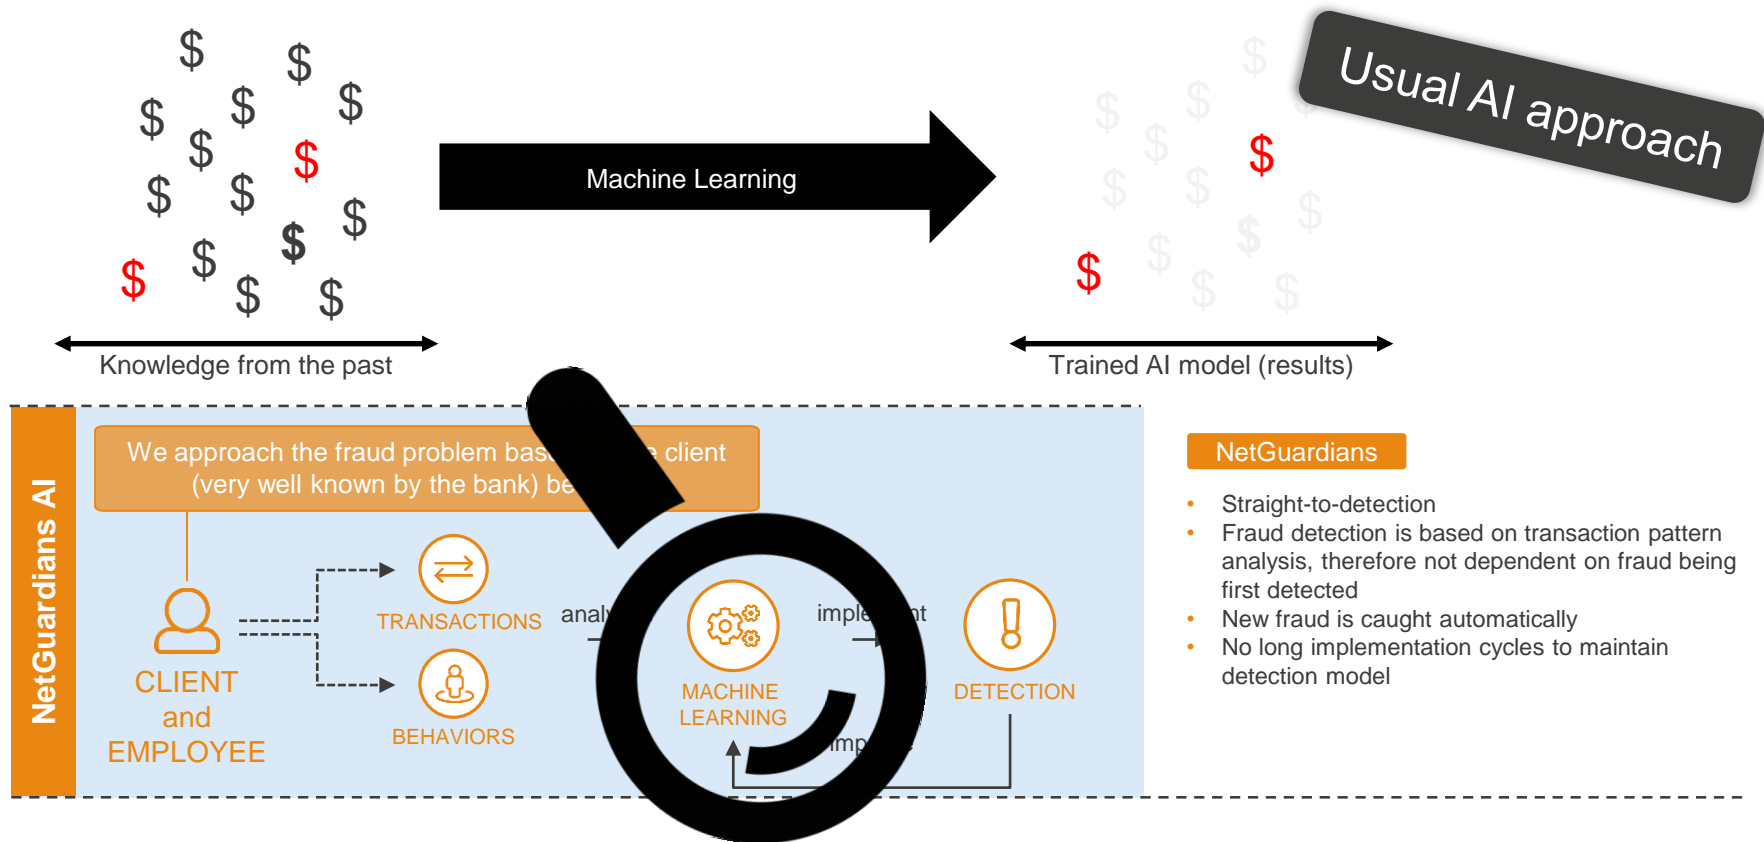 $ $ $ $ $ $ $ $ $ $ $ $ $ $ $ $
Machine Learning
$ $ $ $ $ $ $ $ $ $ $ $ $ $
Usual AI approach
Knowledge from the past
Trained AI model (results)
NetGuardians AI
We approach the fraud problem client
(very well known by the bank)
CLIENT
and
EMPLOYEE
TRANSACTIONS
BEHAVIORS
MACHINE
LEARNING
DETECTION
NetGuardians
• Straight-to-detection
• Fraud detection is based on transaction pattern
analysis, therefore not dependent on fraud being
first detected
• New fraud is caught automatically
• No long implementation cycles to maintain
detection model